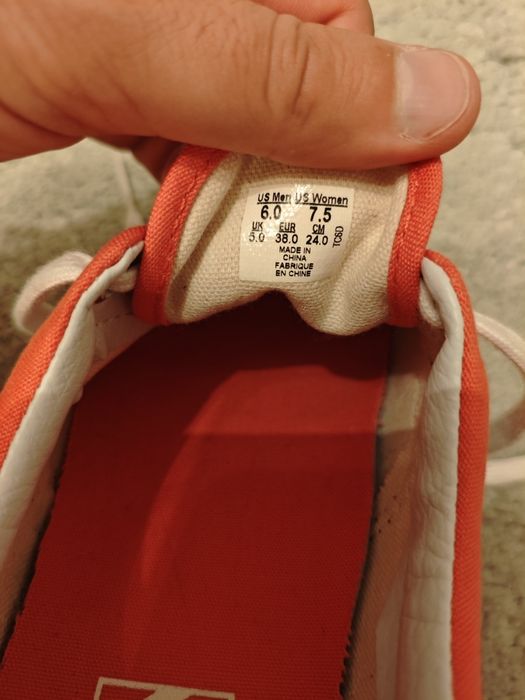 US Men US Women
6.0 7.5
UK EUR CM
5.0 38.0 24.0
TC6D
MADE IN
CHINA
FABRIQUE
EN CHINE